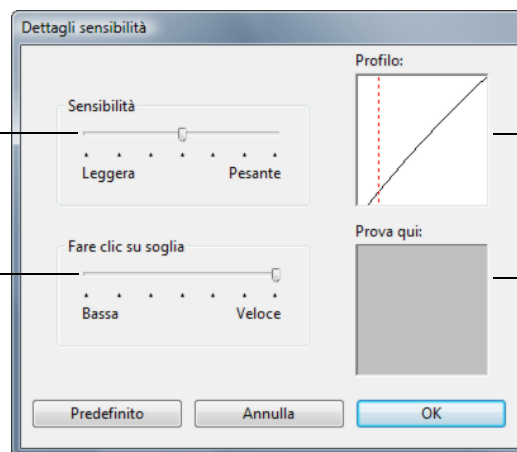 Dettagli sensibilità
Profilo:
Sensibilità
Leggera
Pesante
Fare clic su soglia
Prova qui:
Bassa
Veloce
Predefinito
Annulla
OK